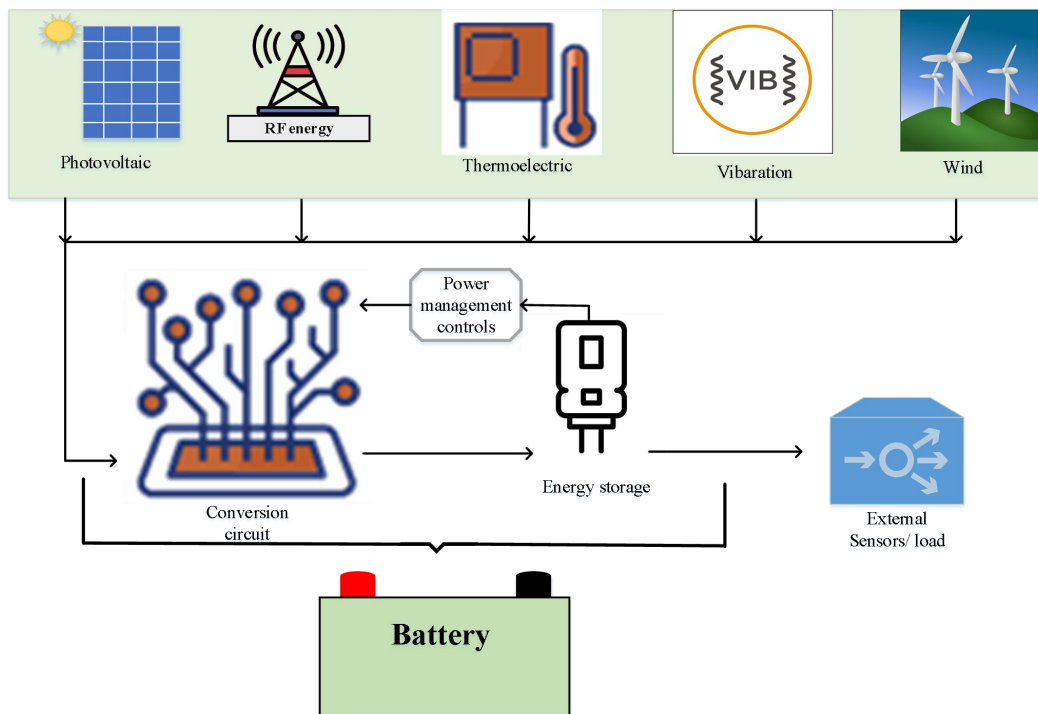 VIB
RF energy
Photovoltaic
Thermoelectric
Vibaration
Wind
Power
management
controls
Energy storage
Conversion
circuit
External
Sensors/ load
Battery